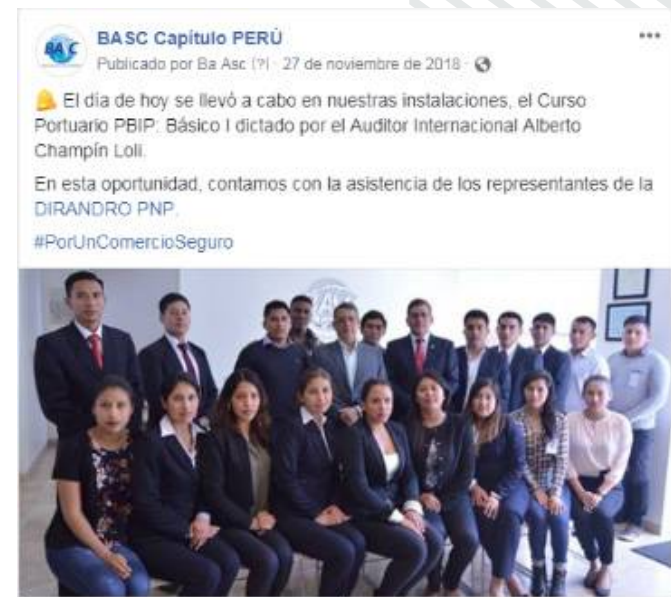 BASC
BASC Capítulo PERÚ
Publicado por Ba Asc (?) · 27 de noviembre de 2018 ·
El día de hoy se llevó a cabo en nuestras instalaciones, el Curso
Portuario PBIP: Básico I dictado por el Auditor Internacional Alberto
Champín Loli.
En esta oportunidad, contamos con la asistencia de los representantes de la
DIRANDRO PNP.
#PorUnComercioSeguro
BASC